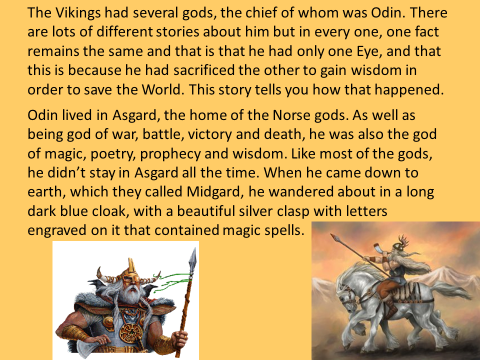 The Vikings had several gods, the chief of whom was Odin. There
are lots of different stories about him but in every one, one fact
remains the same and that is that he had only one Eye, and that
this is because he had sacrificed the other to gain wisdom in
order to save the World. This story tells you how that happened.
Odin lived in Asgard, the home of the Norse gods. As well as
being god of war, battle, victory and death, he was also the god
of magic, poetry, prophecy and wisdom. Like most of the gods,
he didn’t stay in Asgard all the time. When he came down to
earth, which they called Midgard, he wandered about in a long
dark blue cloak, with a beautiful silver clasp with letters
engraved on it that contained magic spells.